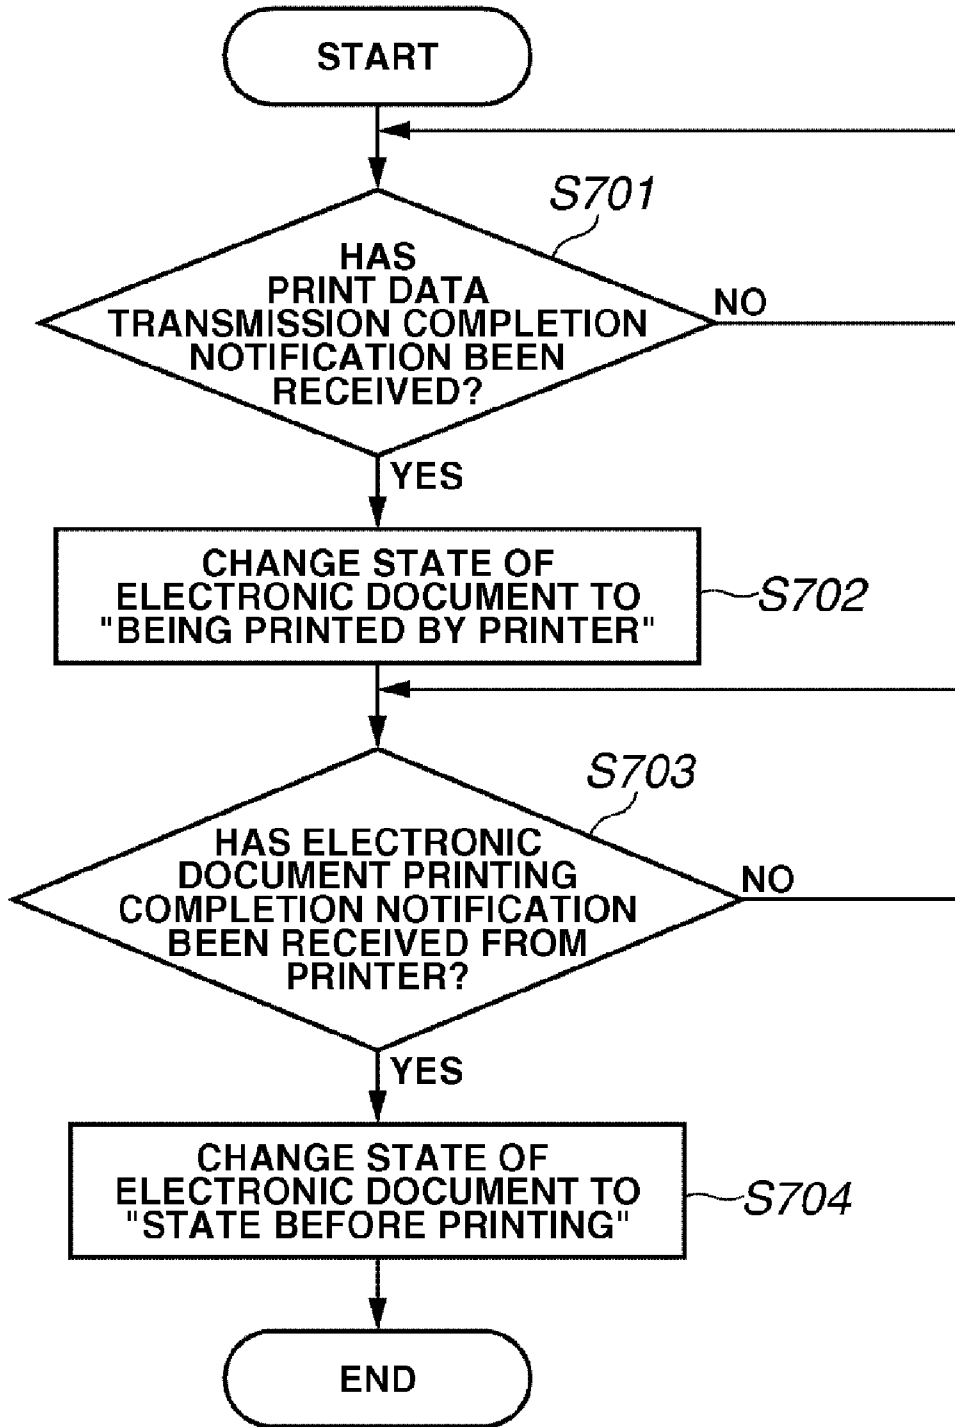 START
S701
HAS
PRINT DATA
TRANSMISSION COMPLETION
NOTIFICATION BEEN
RECEIVED?
NO
YES
CHANGE STATE OF
ELECTRONIC DOCUMENT TO
"BEING PRINTED BY PRINTER"
S702
S703
HAS ELECTRONIC
DOCUMENT PRINTING
COMPLETION NOTIFICATION
BEEN RECEIVED FROM
PRINTER?
NO
YES
CHANGE STATE OF
ELECTRONIC DOCUMENT TO
"STATE BEFORE PRINTING"
S704
END